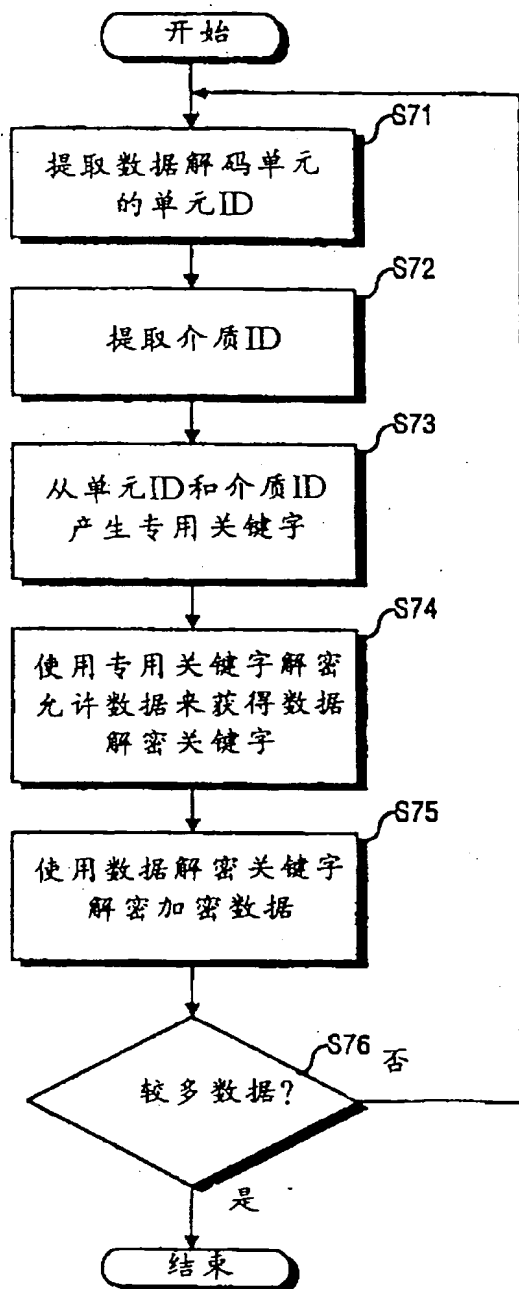 开始
S71
提取数据解码单元
的单元ID
S72
提取介质ID
S73
从单元ID和介质ID
产生专用关键字
S74
使用专用关键字解密
允许数据来获得数据
解密关键字
S75
使用数据解密关键字
解密加密数据
S76
否
较多数据?
是
结束